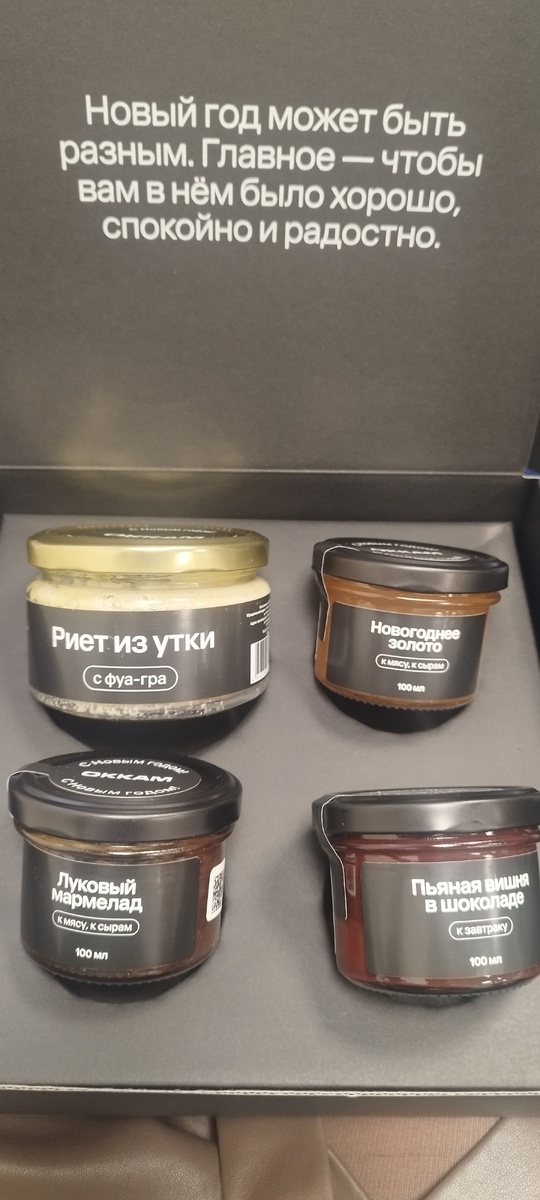 Новый год может быть
разным. Главное — чтобы
вам в нём было хорошо,
спокойно и радостно.
ОККАМ
Риет из утки
с фуа-гра
Новогоднее
золото
к мясу, к сырам
100 мл
С НОВЫМ ГОДОМ!
ОККАМ
С НОВЫМ ГОДОМ!
Луковый
мармелад
к мясу, к сырам
100 мл
Пьяная вишня
в шоколаде
к завтраку
100 мл